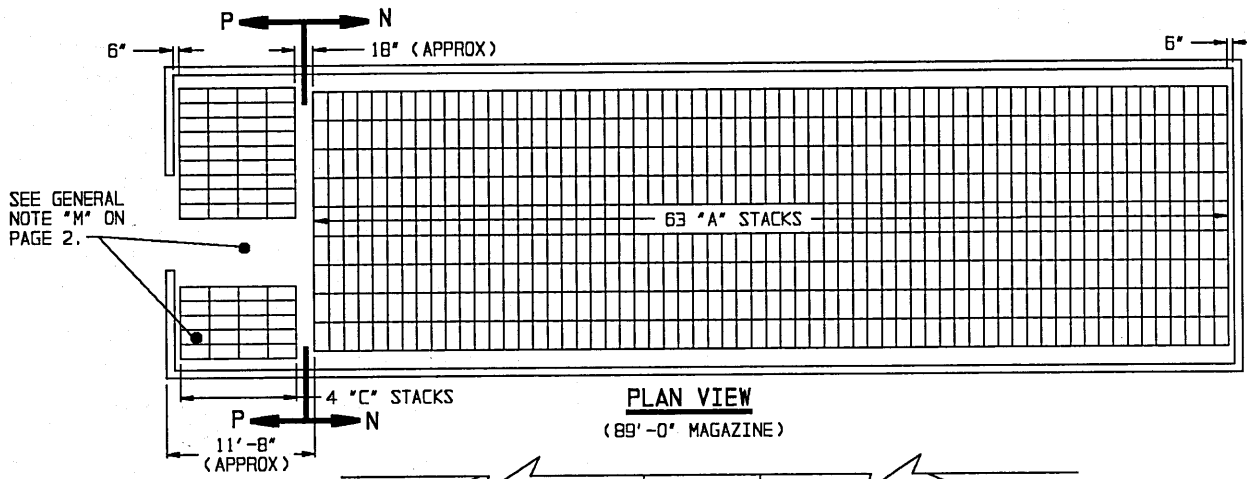 P N
6" 18" (APPROX) 6"
SEE GENERAL
NOTE "M" ON
PAGE 2.
63 "A" STACKS
4 "C" STACKS
P N
11'-8"
(APPROX)
PLAN VIEW
(89'-0" MAGAZINE)